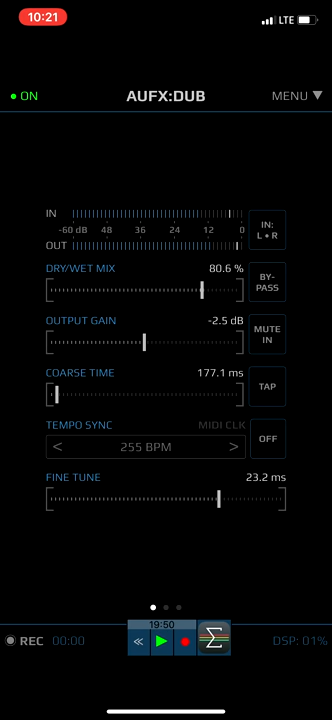 10:21
LTE
ON
AUFX:DUB
MENU ▼
IN
-60 dB 48 36 24 12 0
OUT
IN:
L • R
DRY/WET MIX
80.6 %
BY-
PASS
OUTPUT GAIN
-2.5 dB
MUTE
IN
COARSE TIME
177.1 ms
TAP
TEMPO SYNC
MIDI CLK
< 255 BPM >
OFF
FINE TUNE
23.2 ms
REC 00:00
19:50
Σ
DSP: 01%